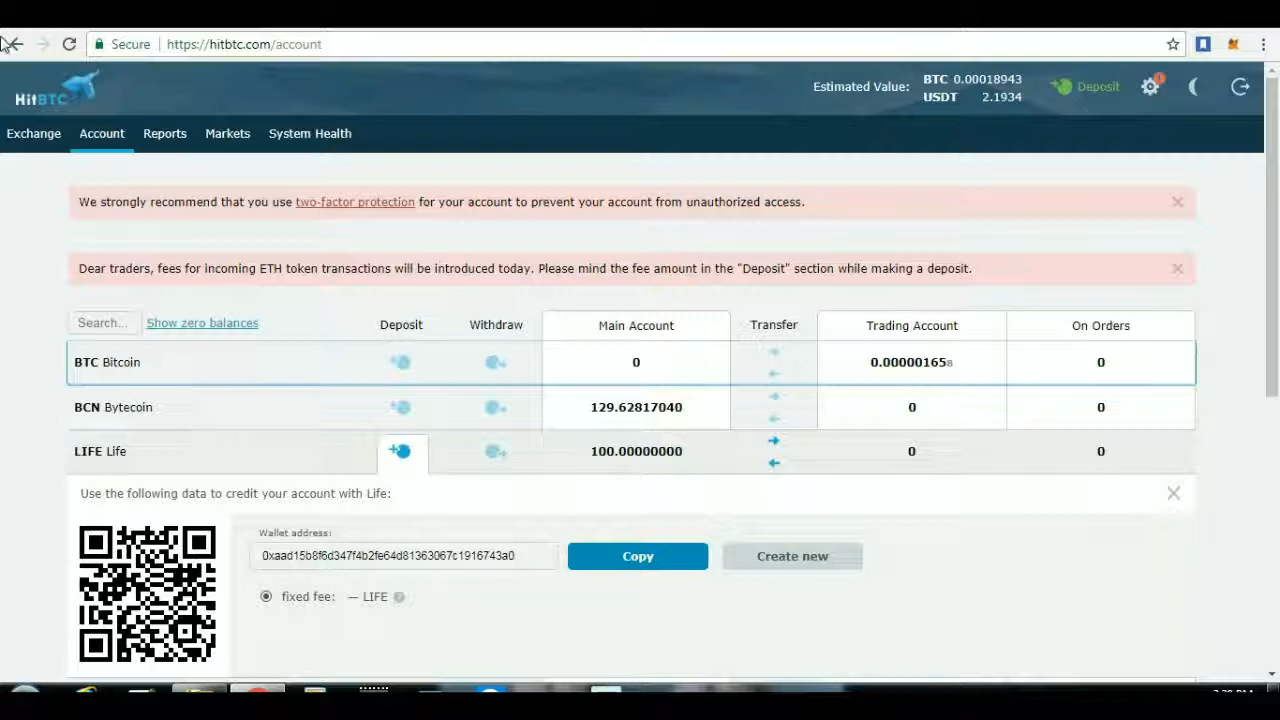 Secure https://hitbtc.com/account
HitBTC
Estimated Value: BTC 0.00018943 Deposit
USDT 2.1934
Exchange Account Reports Markets System Health
We strongly recommend that you use two-factor protection for your account to prevent your account from unauthorized access.
Dear traders, fees for incoming ETH token transactions will be introduced today. Please mind the fee amount in the "Deposit" section while making a deposit.
Search... Show zero balances Deposit Withdraw Main Account Transfer Trading Account On Orders
BTC Bitcoin 0 0.000001658 0
BCN Bytecoin 129.62817040 0 0
LIFE Life 100.00000000 0 0
Use the following data to credit your account with Life:
Wallet address:
0xaad15b8f6d347f4b2fe64d81363067c1916743a0 Copy Create new
fixed fee: — LIFE